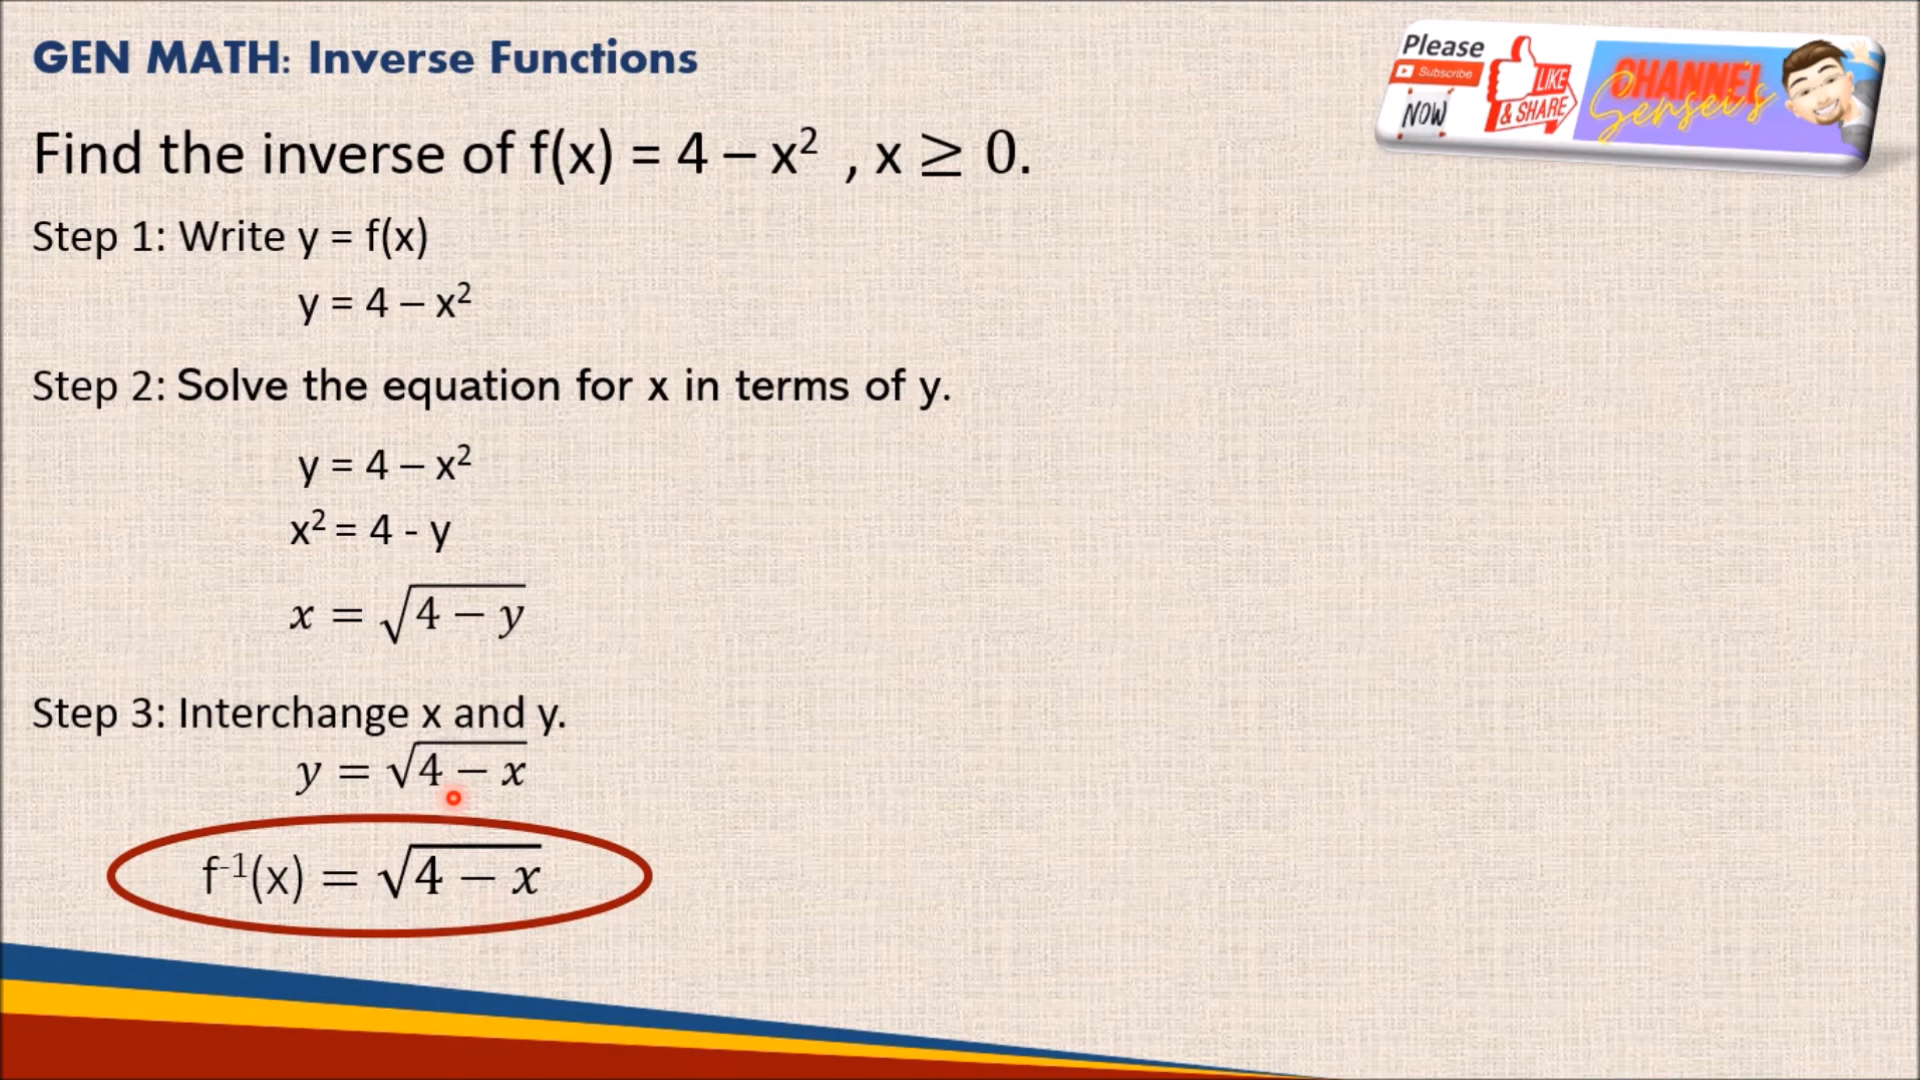 GEN MATH: Inverse Functions
Please
Subscribe
NOW
LIKE
& SHARE
CHANNEL
Sensei's
Find the inverse of f(x) = 4 – x² , x ≥ 0.
Step 1: Write y = f(x)
y = 4 – x²
Step 2: Solve the equation for x in terms of y.
y = 4 – x²
x² = 4 - y
x = √(4 − y)
Step 3: Interchange x and y.
y = √(4 − x)
f⁻¹(x) = √(4 − x)